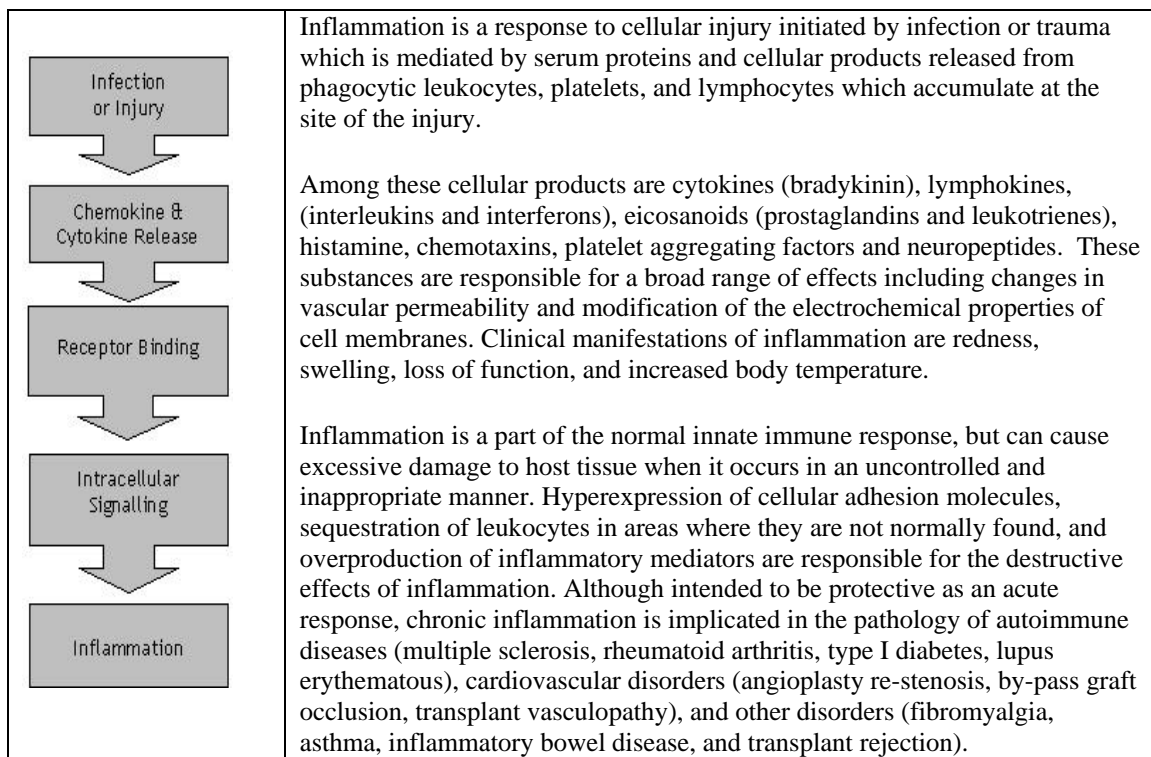 Infection
or Injury
Chemokine &
Cytokine Release
Receptor Binding
Intracellular
Signalling
Inflammation
Inflammation is a response to cellular injury initiated by infection or trauma
which is mediated by serum proteins and cellular products released from
phagocytic leukocytes, platelets, and lymphocytes which accumulate at the
site of the injury.
Among these cellular products are cytokines (bradykinin), lymphokines,
(interleukins and interferons), eicosanoids (prostaglandins and leukotrienes),
histamine, chemotaxins, platelet aggregating factors and neuropeptides.  These
substances are responsible for a broad range of effects including changes in
vascular permeability and modification of the electrochemical properties of
cell membranes. Clinical manifestations of inflammation are redness,
swelling, loss of function, and increased body temperature.
Inflammation is a part of the normal innate immune response, but can cause
excessive damage to host tissue when it occurs in an uncontrolled and
inappropriate manner. Hyperexpression of cellular adhesion molecules,
sequestration of leukocytes in areas where they are not normally found, and
overproduction of inflammatory mediators are responsible for the destructive
effects of inflammation. Although intended to be protective as an acute
response, chronic inflammation is implicated in the pathology of autoimmune
diseases (multiple sclerosis, rheumatoid arthritis, type I diabetes, lupus
erythematous), cardiovascular disorders (angioplasty re-stenosis, by-pass graft
occlusion, transplant vasculopathy), and other disorders (fibromyalgia,
asthma, inflammatory bowel disease, and transplant rejection).